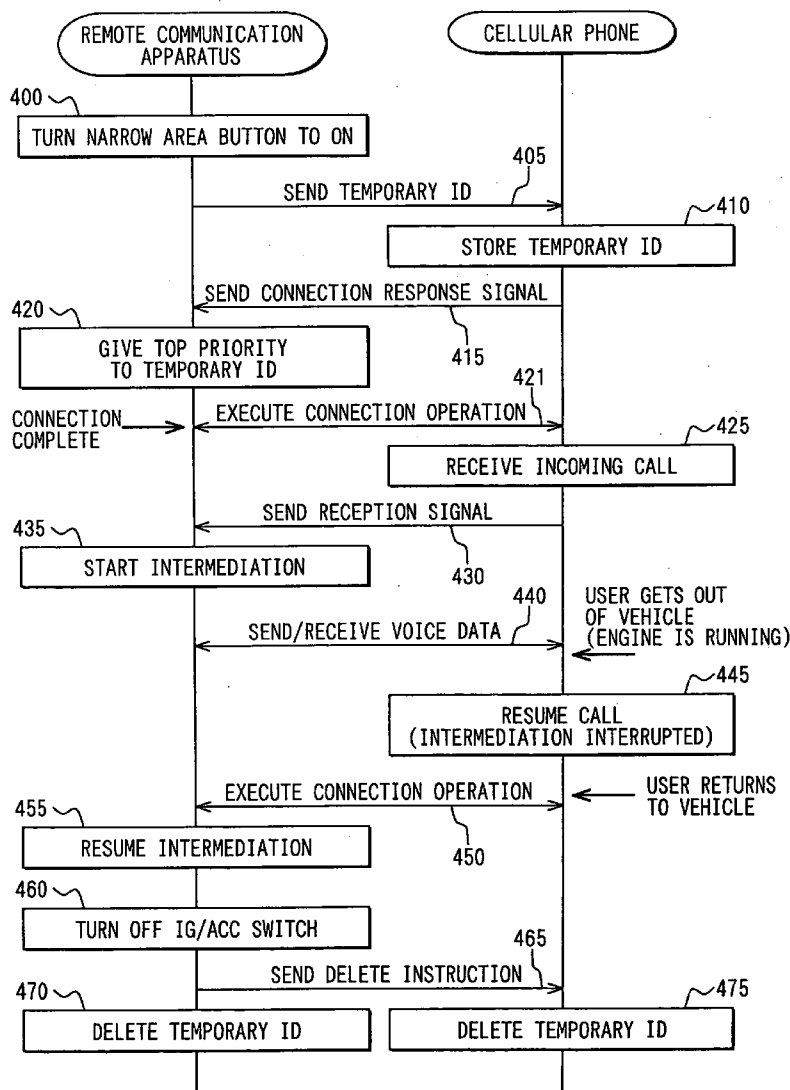 REMOTE COMMUNICATION
APPARATUS
CELLULAR PHONE
400
TURN NARROW AREA BUTTON TO ON
405
SEND TEMPORARY ID
410
STORE TEMPORARY ID
SEND CONNECTION RESPONSE SIGNAL
415
420
GIVE TOP PRIORITY
TO TEMPORARY ID
421
EXECUTE CONNECTION OPERATION
CONNECTION
COMPLETE
425
RECEIVE INCOMING CALL
SEND RECEPTION SIGNAL
430
435
START INTERMEDIATION
440
SEND/RECEIVE VOICE DATA
USER GETS OUT
OF VEHICLE
(ENGINE IS RUNNING)
445
RESUME CALL
(INTERMEDIATION INTERRUPTED)
EXECUTE CONNECTION OPERATION
450
USER RETURNS
TO VEHICLE
455
RESUME INTERMEDIATION
460
TURN OFF IG/ACC SWITCH
465
SEND DELETE INSTRUCTION
470
DELETE TEMPORARY ID
475
DELETE TEMPORARY ID